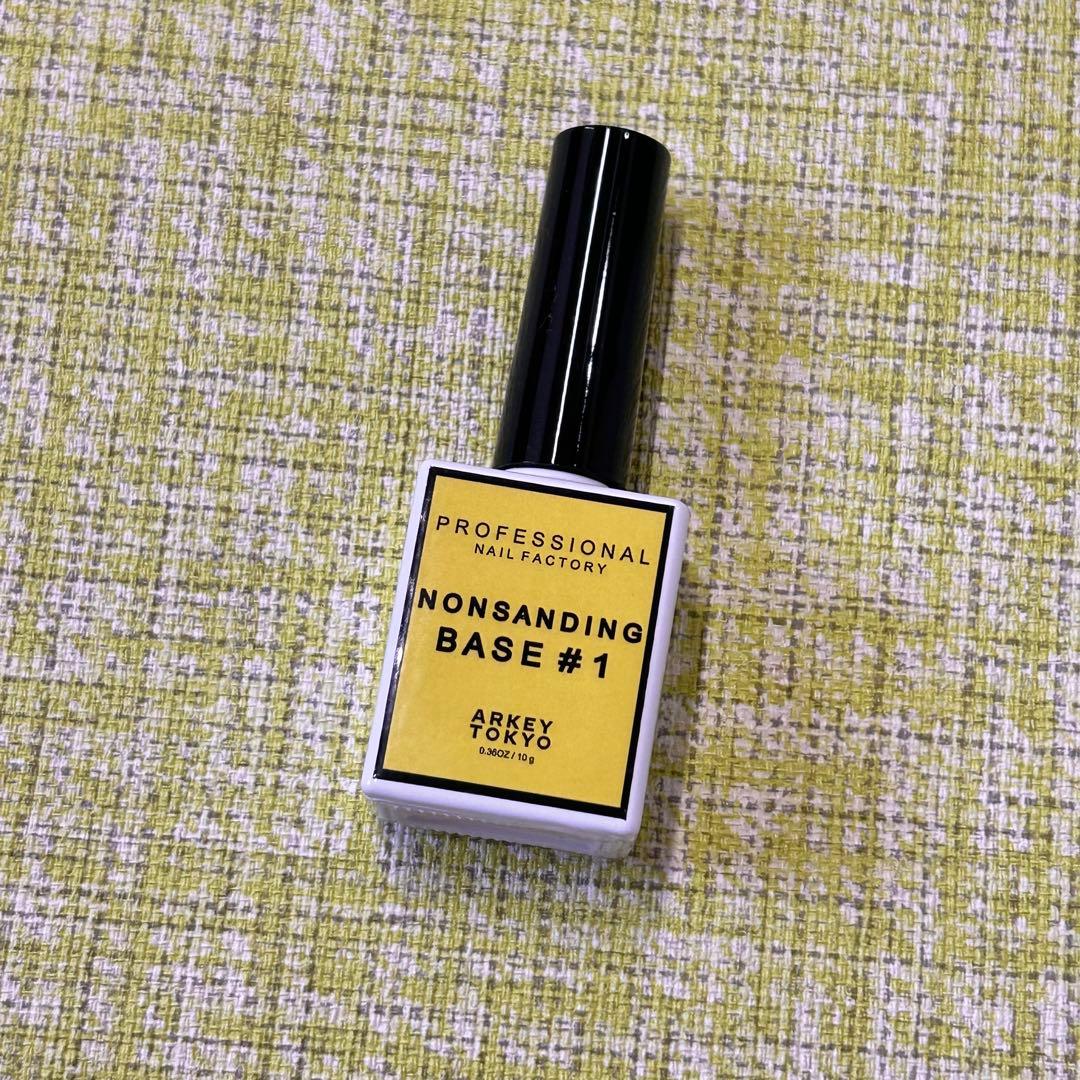 PROFESSIONAL
NAIL FACTORY
NONSANDING
BASE #1
ARKEY
TOKYO
0.36OZ / 10 g